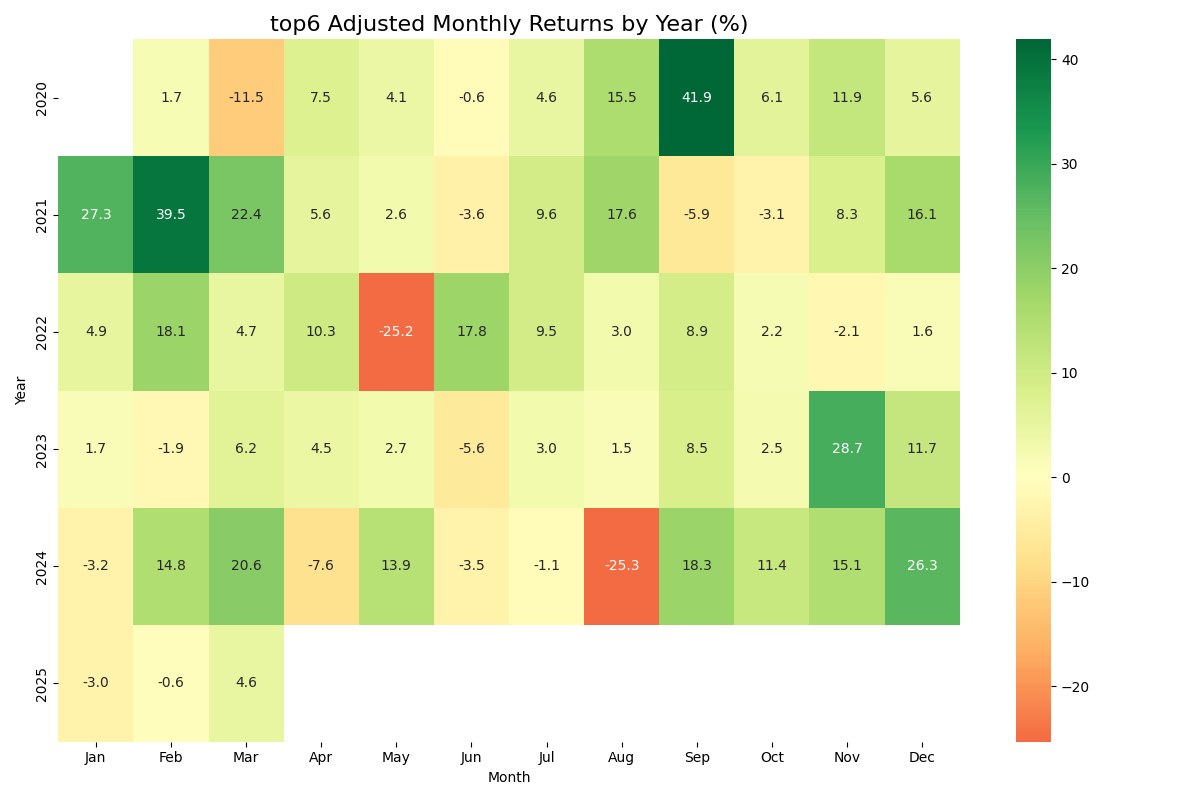 top6 Adjusted Monthly Returns by Year (%)
2020 1.7 -11.5 7.5 4.1 -0.6 4.6 15.5 41.9 6.1 11.9 5.6
2021 27.3 39.5 22.4 5.6 2.6 -3.6 9.6 17.6 -5.9 -3.1 8.3 16.1
2022 4.9 18.1 4.7 10.3 -25.2 17.8 9.5 3.0 8.9 2.2 -2.1 1.6
2023 1.7 -1.9 6.2 4.5 2.7 -5.6 3.0 1.5 8.5 2.5 28.7 11.7
2024 -3.2 14.8 20.6 -7.6 13.9 -3.5 -1.1 -25.3 18.3 11.4 15.1 26.3
2025 -3.0 -0.6 4.6
Year
Jan Feb Mar Apr May Jun Jul Aug Sep Oct Nov Dec
Month
40
30
20
10
0
−10
−20